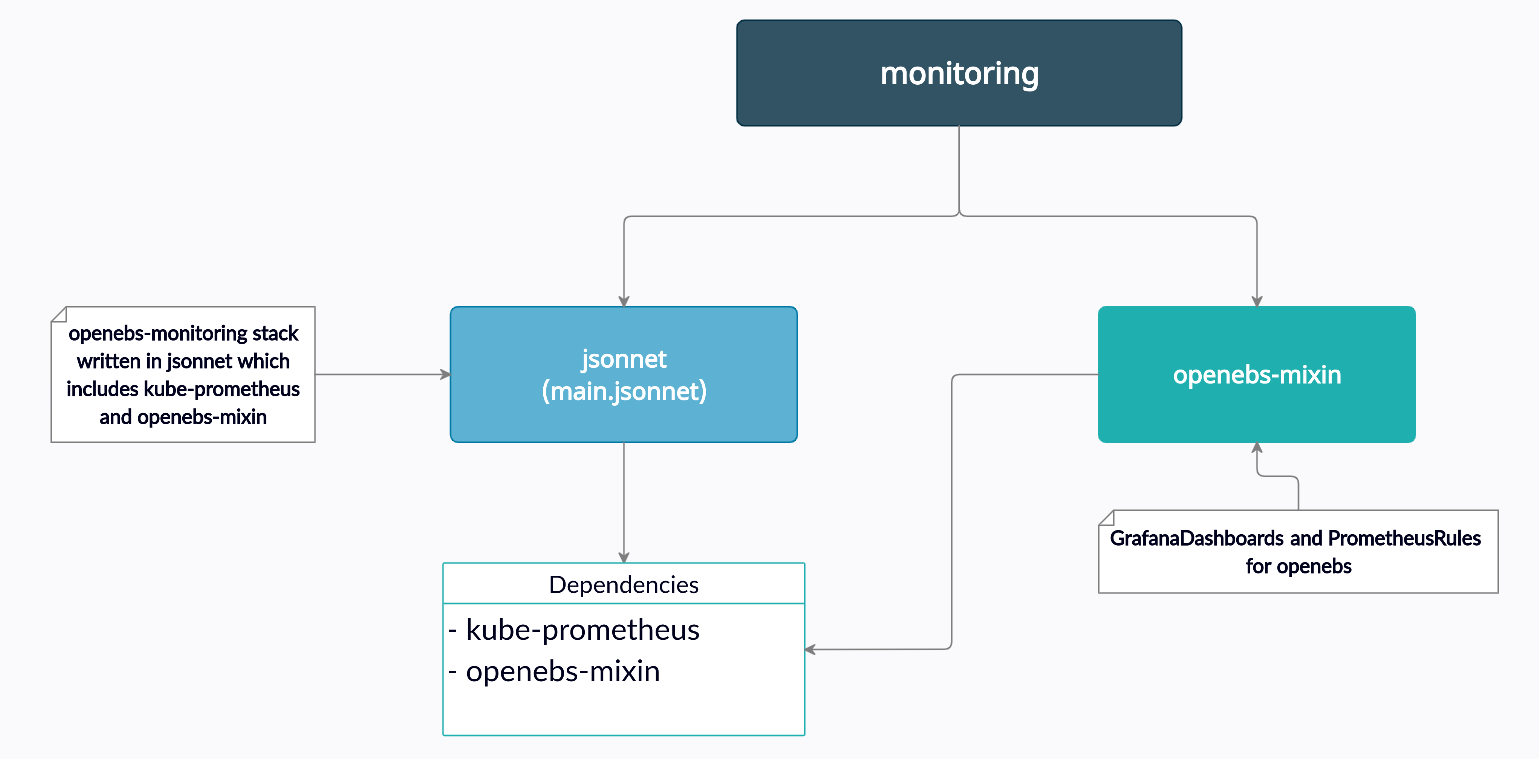 monitoring
openebs-monitoring stack
written in jsonnet which
includes kube-prometheus
and openebs-mixin
jsonnet
(main.jsonnet)
openebs-mixin
GrafanaDashboards and PrometheusRules
for openebs
Dependencies
- kube-prometheus
- openebs-mixin